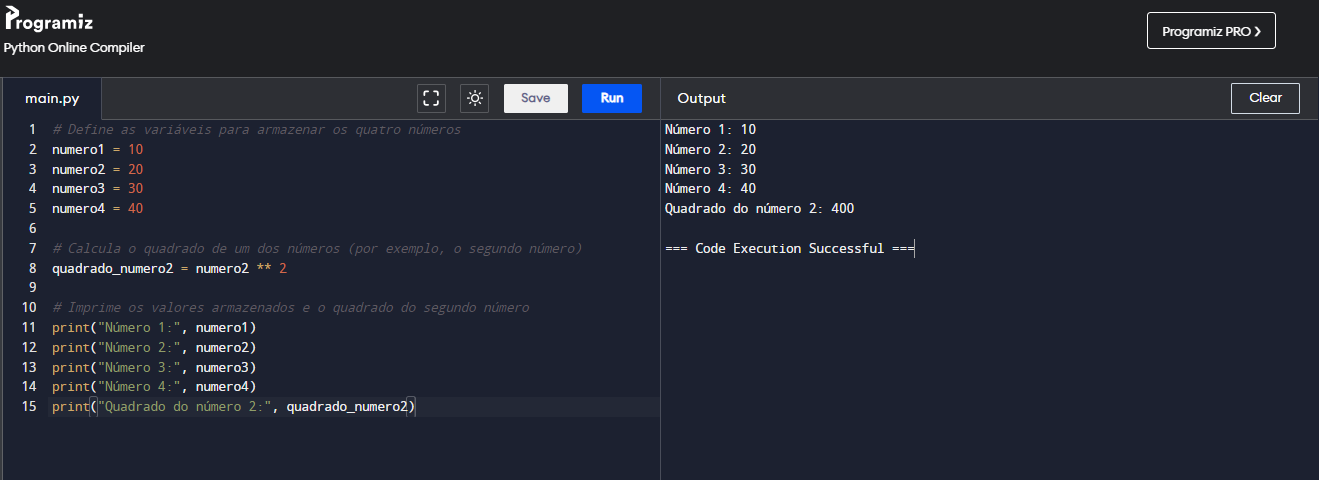 Programiz
Python Online Compiler
Programiz PRO
main.py
Save
Run
Output
Clear
1 # Define as variáveis para armazenar os quatro números
2 numero1 = 10
3 numero2 = 20
4 numero3 = 30
5 numero4 = 40
6
7 # Calcula o quadrado de um dos números (por exemplo, o segundo número)
8 quadrado_numero2 = numero2 ** 2
9
10 # Imprime os valores armazenados e o quadrado do segundo número
11 print("Número 1:", numero1)
12 print("Número 2:", numero2)
13 print("Número 3:", numero3)
14 print("Número 4:", numero4)
15 print("Quadrado do número 2:", quadrado_numero2)
Número 1: 10
Número 2: 20
Número 3: 30
Número 4: 40
Quadrado do número 2: 400
=== Code Execution Successful ===